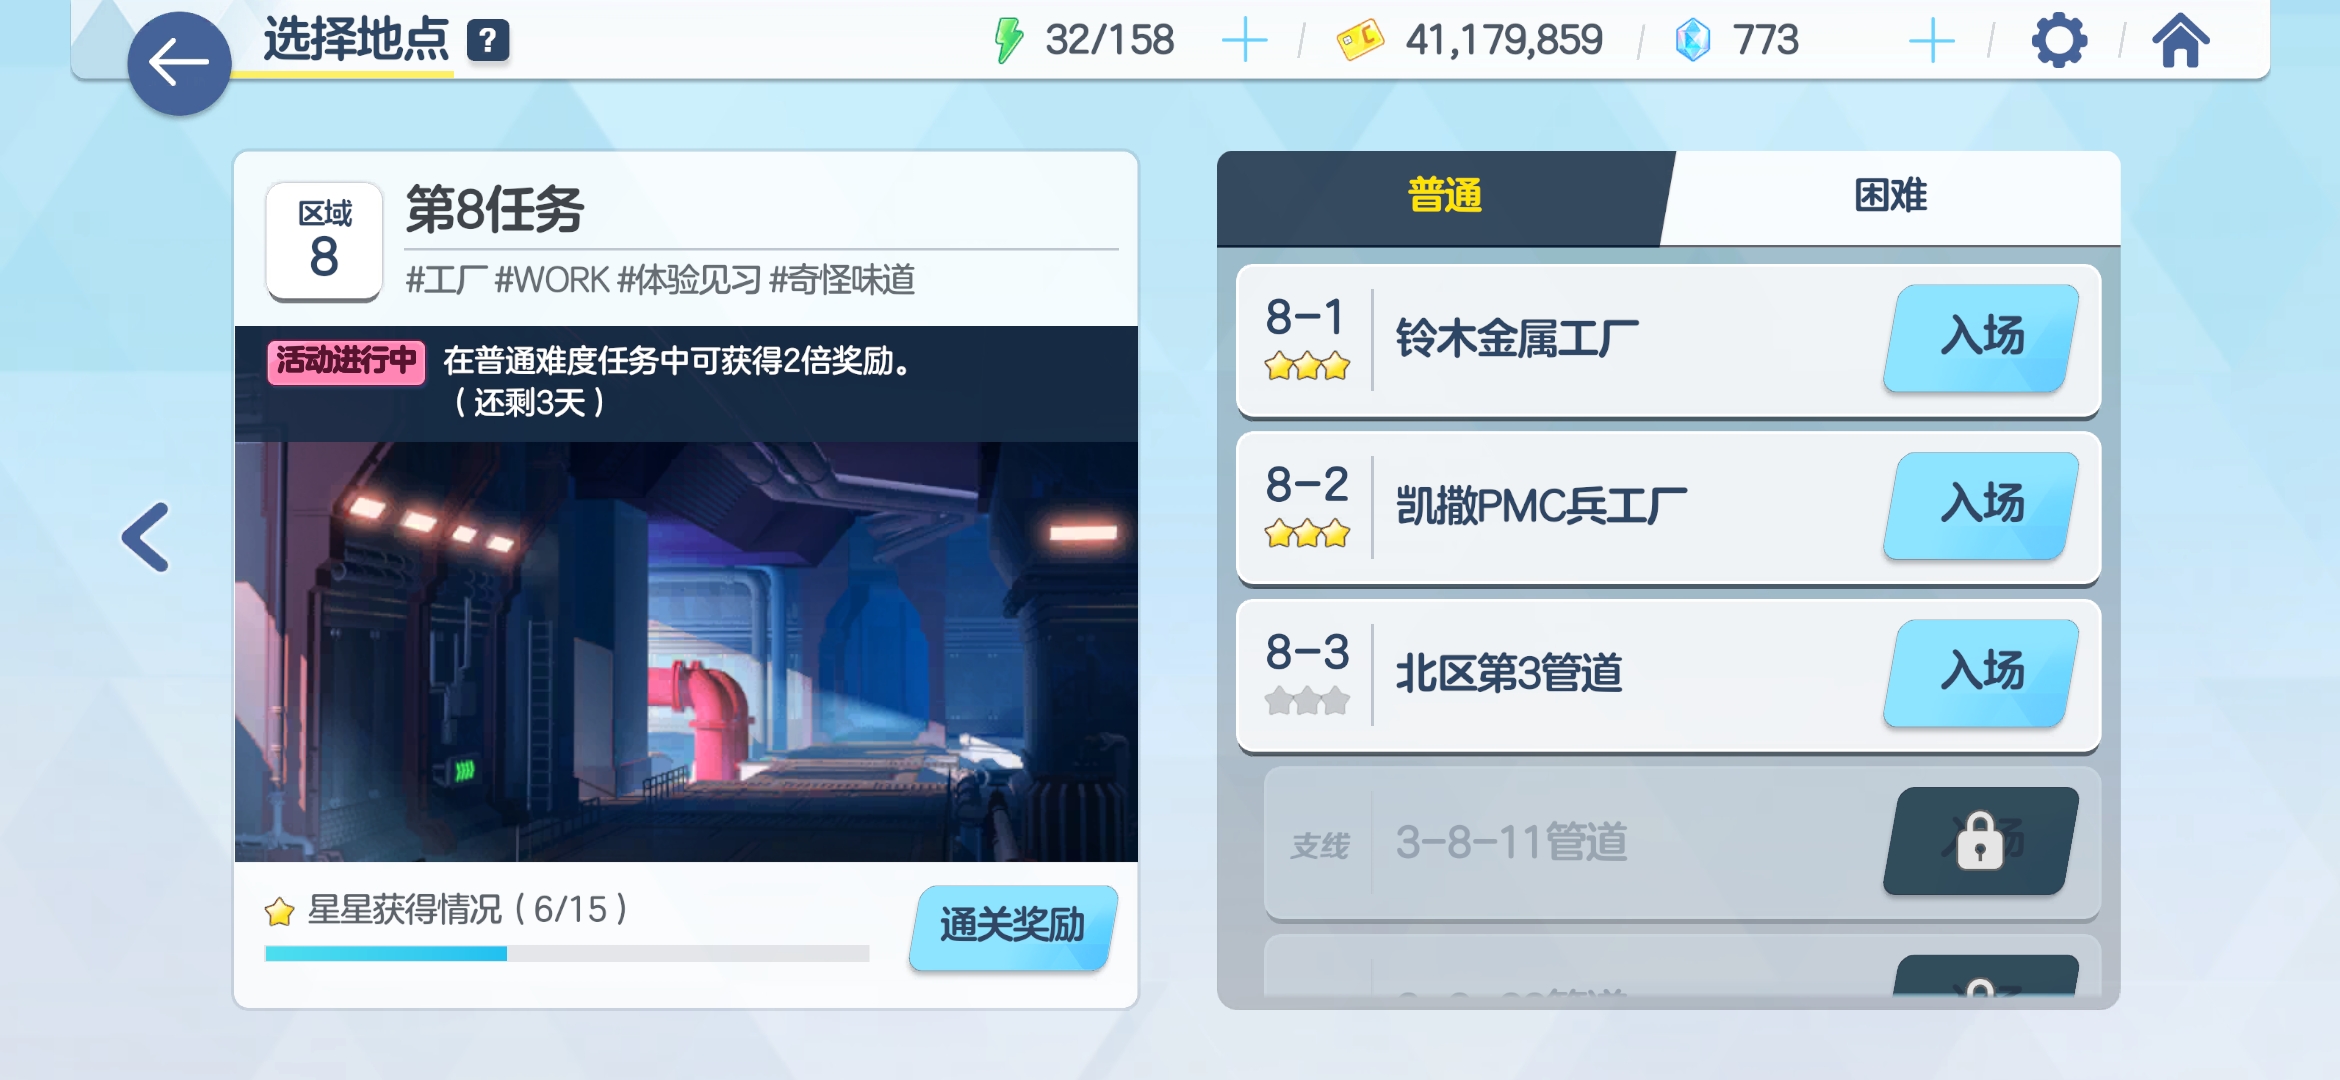 选择地点 ?
32/158
41,179,859
773
区域
8
第8任务
#工厂 #WORK #体验见习 #奇怪味道
活动进行中 在普通难度任务中可获得2倍奖励。
（还剩3天）
星星获得情况（6/15）
通关奖励
普通
困难
8-1
铃木金属工厂
入场
8-2
凯撒PMC兵工厂
入场
8-3
北区第3管道
入场
支线
3-8-11管道
入场